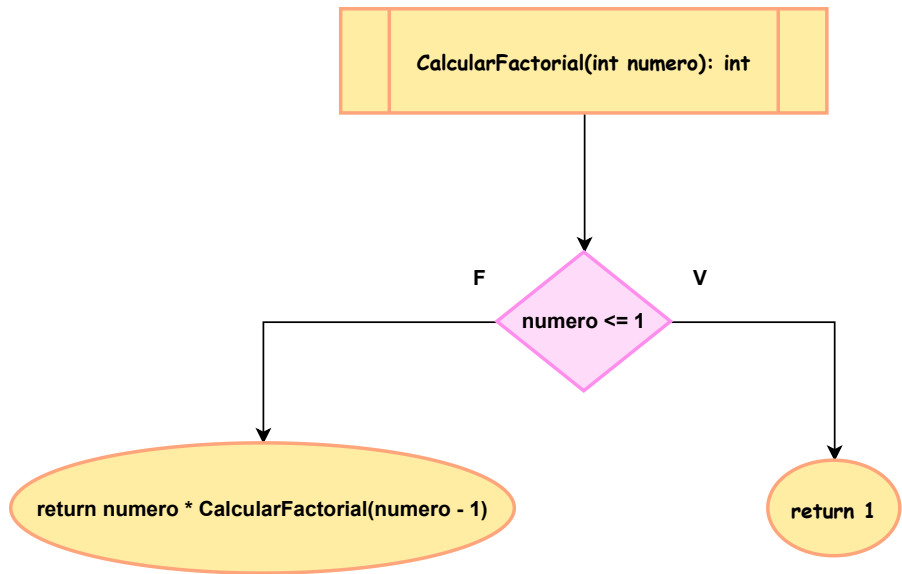 CalcularFactorial(int numero): int
F
V
numero <= 1
return numero * CalcularFactorial(numero - 1)
return 1